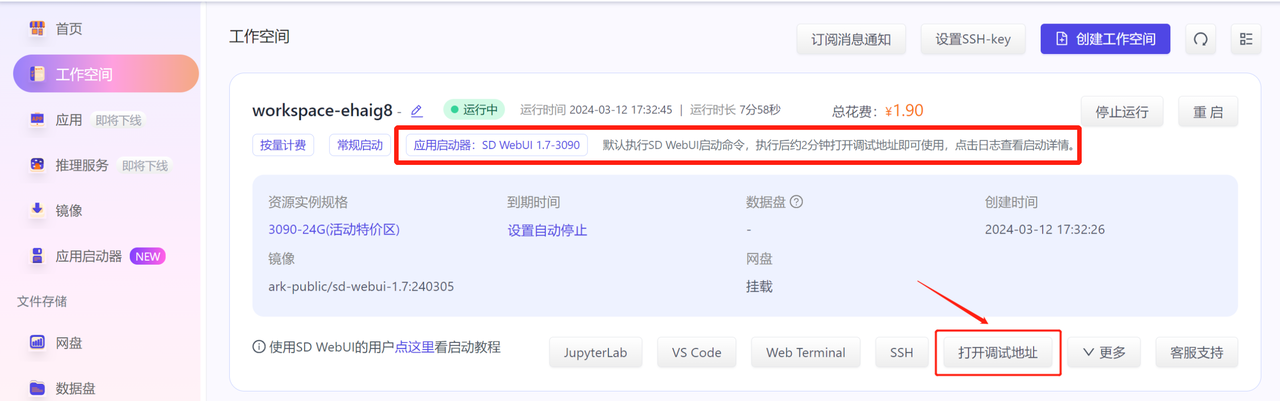 首页
工作空间
应用 即将下线
推理服务 即将下线
镜像
应用启动器 NEW
文件存储
网盘
数据盘
工作空间
订阅消息通知 设置SSH-key 创建工作空间
workspace-ehaig8 - 运行中 运行时间 2024-03-12 17:32:45 | 运行时长 7分58秒 总花费：¥1.90 停止运行 重 启
按量计费 常规启动 应用启动器：SD WebUI 1.7-3090 默认执行SD WebUI启动命令，执行后约2分钟打开调试地址即可使用，点击日志查看启动详情。
资源实例规格 到期时间 数据盘 ? 创建时间
3090-24G(活动特价区) 设置自动停止 - 2024-03-12 17:32:26
镜像 网盘
ark-public/sd-webui-1.7:240305 挂载
使用SD WebUI的用户点这里看启动教程
JupyterLab VS Code Web Terminal SSH 打开调试地址 更多 客服支持